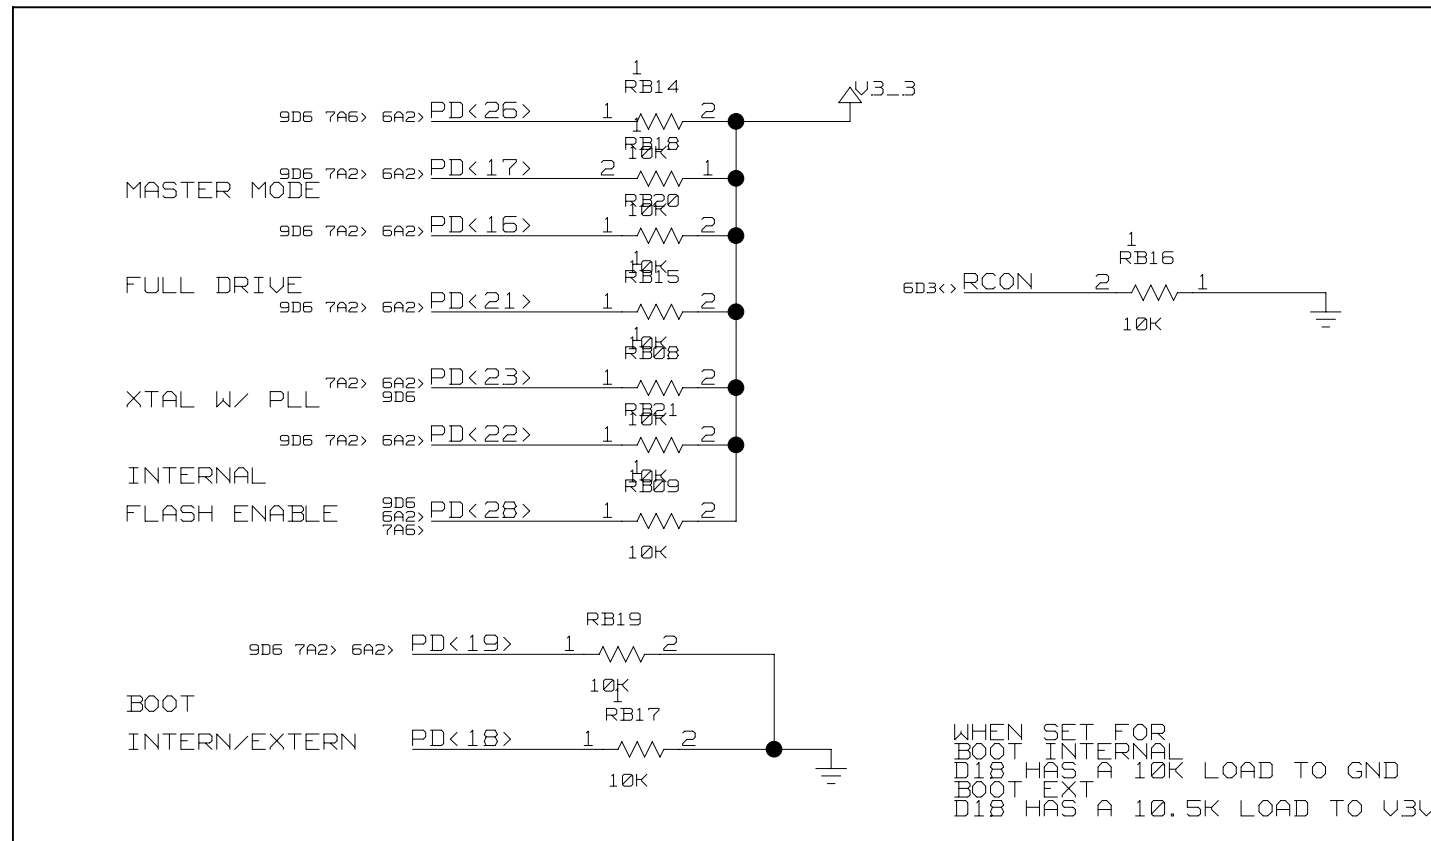 1
RB14
V3_3
9D6 7A6> 6A2> PD<26> 1 2
1
RB18
10K
9D6 7A2> 6A2> PD<17> 2 1
MASTER MODE
RB20
10K
9D6 7A2> 6A2> PD<16> 1 2
1
RB16
1
10K
RB15
FULL DRIVE
6D3<> RCON 2 1
9D6 7A2> 6A2> PD<21> 1 2
10K
1
10K
RB08
7A2> 6A2> PD<23> 1 2
9D6
XTAL W/ PLL
RB21
10K
9D6 7A2> 6A2> PD<22> 1 2
1
10K
INTERNAL
RB09
FLASH ENABLE
9D6
6A2> PD<28> 1 2
7A6>
10K
RB19
9D6 7A2> 6A2> PD<19> 1 2
10K
1
BOOT
RB17
INTERN/EXTERN PD<18> 1 2
10K
WHEN SET FOR
BOOT INTERNAL
D18 HAS A 10K LOAD TO GND
BOOT EXT
D18 HAS A 10.5K LOAD TO V3V